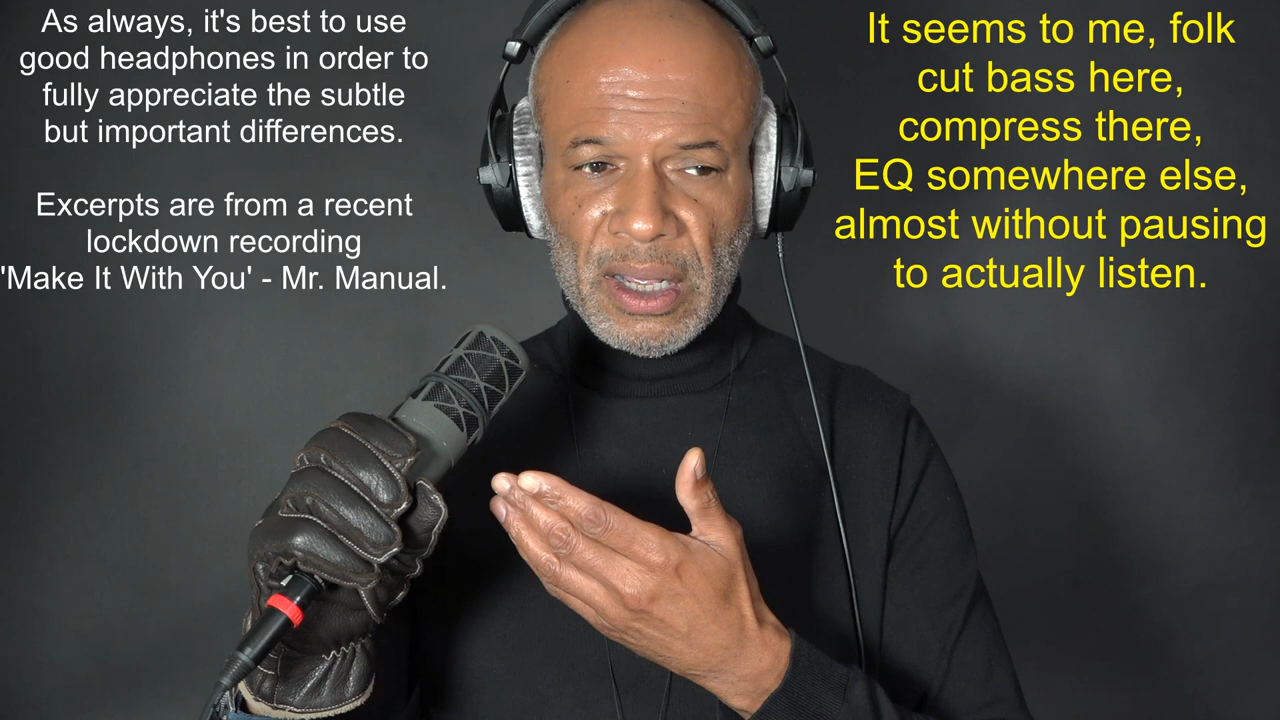 As always, it's best to use
good headphones in order to
fully appreciate the subtle
but important differences.
Excerpts are from a recent
lockdown recording
'Make It With You' - Mr. Manual.
It seems to me, folk
cut bass here,
compress there,
EQ somewhere else,
almost without pausing
to actually listen.